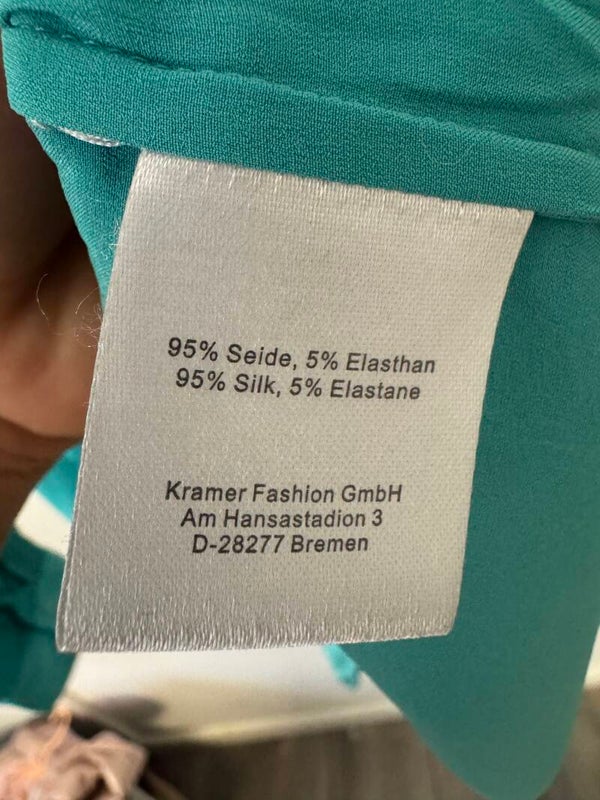 95% Seide, 5% Elasthan
95% Silk, 5% Elastane
Kramer Fashion GmbH
Am Hansastadion 3
D-28277 Bremen